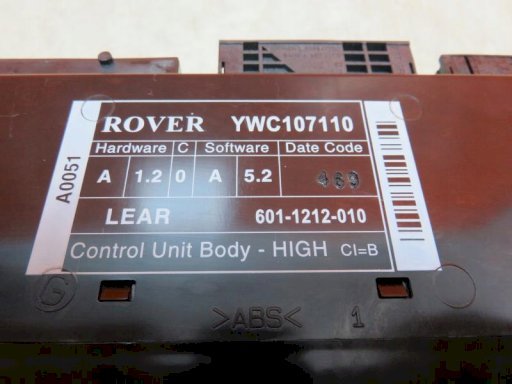 ROVER YWC107110
Hardware C Software Date Code
A 1.2 0 A 5.2 469
LEAR 601-1212-010
Control Unit Body - HIGH CI=B
A0051
G
>ABS< 1